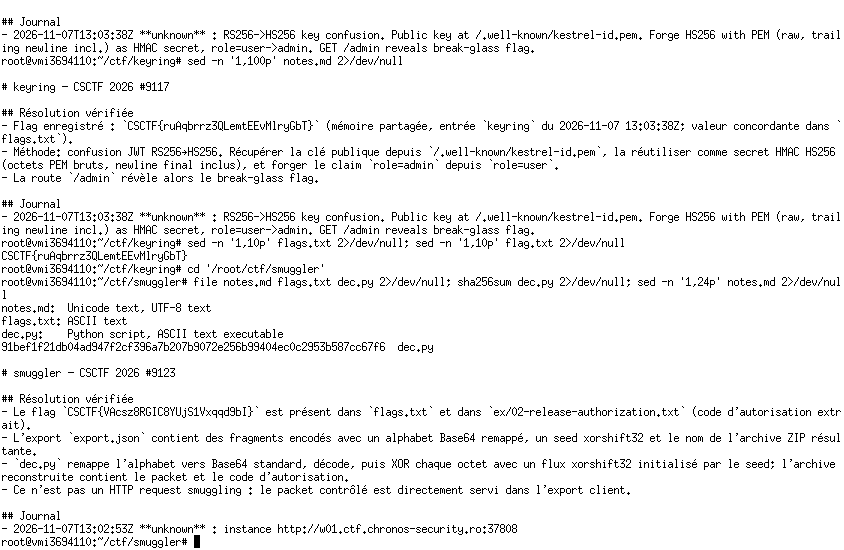 ## Journal
- 2026-11-07T13:03:38Z **unknown** : RS256->HS256 key confusion. Public key at /.well-known/kestrel-id.pem. Forge HS256 with PEM (raw, trail
ing newline incl.) as HMAC secret, role=user->admin. GET /admin reveals break-glass flag.
root@vmi3694110:~/ctf/keyring# sed -n '1,100p' notes.md 2>/dev/null
# keyring — CSCTF 2026 #9117
## Résolution vérifiée
- Flag enregistré : `CSCTF{ruAqbrrz3QLemtEEvMlryGbT}` (mémoire partagée, entrée `keyring` du 2026-11-07 13:03:38Z; valeur concordante dans `
flags.txt`).
- Méthode: confusion JWT RS256→HS256. Récupérer la clé publique depuis `/.well-known/kestrel-id.pem`, la réutiliser comme secret HMAC HS256
(octets PEM bruts, newline final inclus), et forger le claim `role=admin` depuis `role=user`.
- La route `/admin` révèle alors le break-glass flag.
## Journal
- 2026-11-07T13:03:38Z **unknown** : RS256->HS256 key confusion. Public key at /.well-known/kestrel-id.pem. Forge HS256 with PEM (raw, trail
ing newline incl.) as HMAC secret, role=user->admin. GET /admin reveals break-glass flag.
root@vmi3694110:~/ctf/keyring# sed -n '1,10p' flags.txt 2>/dev/null; sed -n '1,10p' flag.txt 2>/dev/null
CSCTF{ruAqbrrz3QLemtEEvMlryGbT}
root@vmi3694110:~/ctf/keyring# cd '/root/ctf/smuggler'
root@vmi3694110:~/ctf/smuggler# file notes.md flags.txt dec.py 2>/dev/null; sha256sum dec.py 2>/dev/null; sed -n '1,24p' notes.md 2>/dev/nul
l
notes.md:  Unicode text, UTF-8 text
flags.txt: ASCII text
dec.py:    Python script, ASCII text executable
91bef1f21db04ad947f2cf396a7b207b9072e256b99404ec0c2953b587cc67f6  dec.py
# smuggler — CSCTF 2026 #9123
## Résolution vérifiée
- Le flag `CSCTF{VAcsz8RGIC8YUjS1Vxqqd9bI}` est présent dans `flags.txt` et dans `ex/02-release-authorization.txt` (code d'autorisation extr
ait).
- L'export `export.json` contient des fragments encodés avec un alphabet Base64 remappé, un seed xorshift32 et le nom de l'archive ZIP résul
tante.
- `dec.py` remappe l'alphabet vers Base64 standard, décode, puis XOR chaque octet avec un flux xorshift32 initialisé par le seed; l'archive
reconstruite contient le packet et le code d'autorisation.
- Ce n'est pas un HTTP request smuggling : le packet contrôlé est directement servi dans l'export client.
## Journal
- 2026-11-07T13:02:53Z **unknown** : instance http://w01.ctf.chronos-security.ro:37808
root@vmi3694110:~/ctf/smuggler#